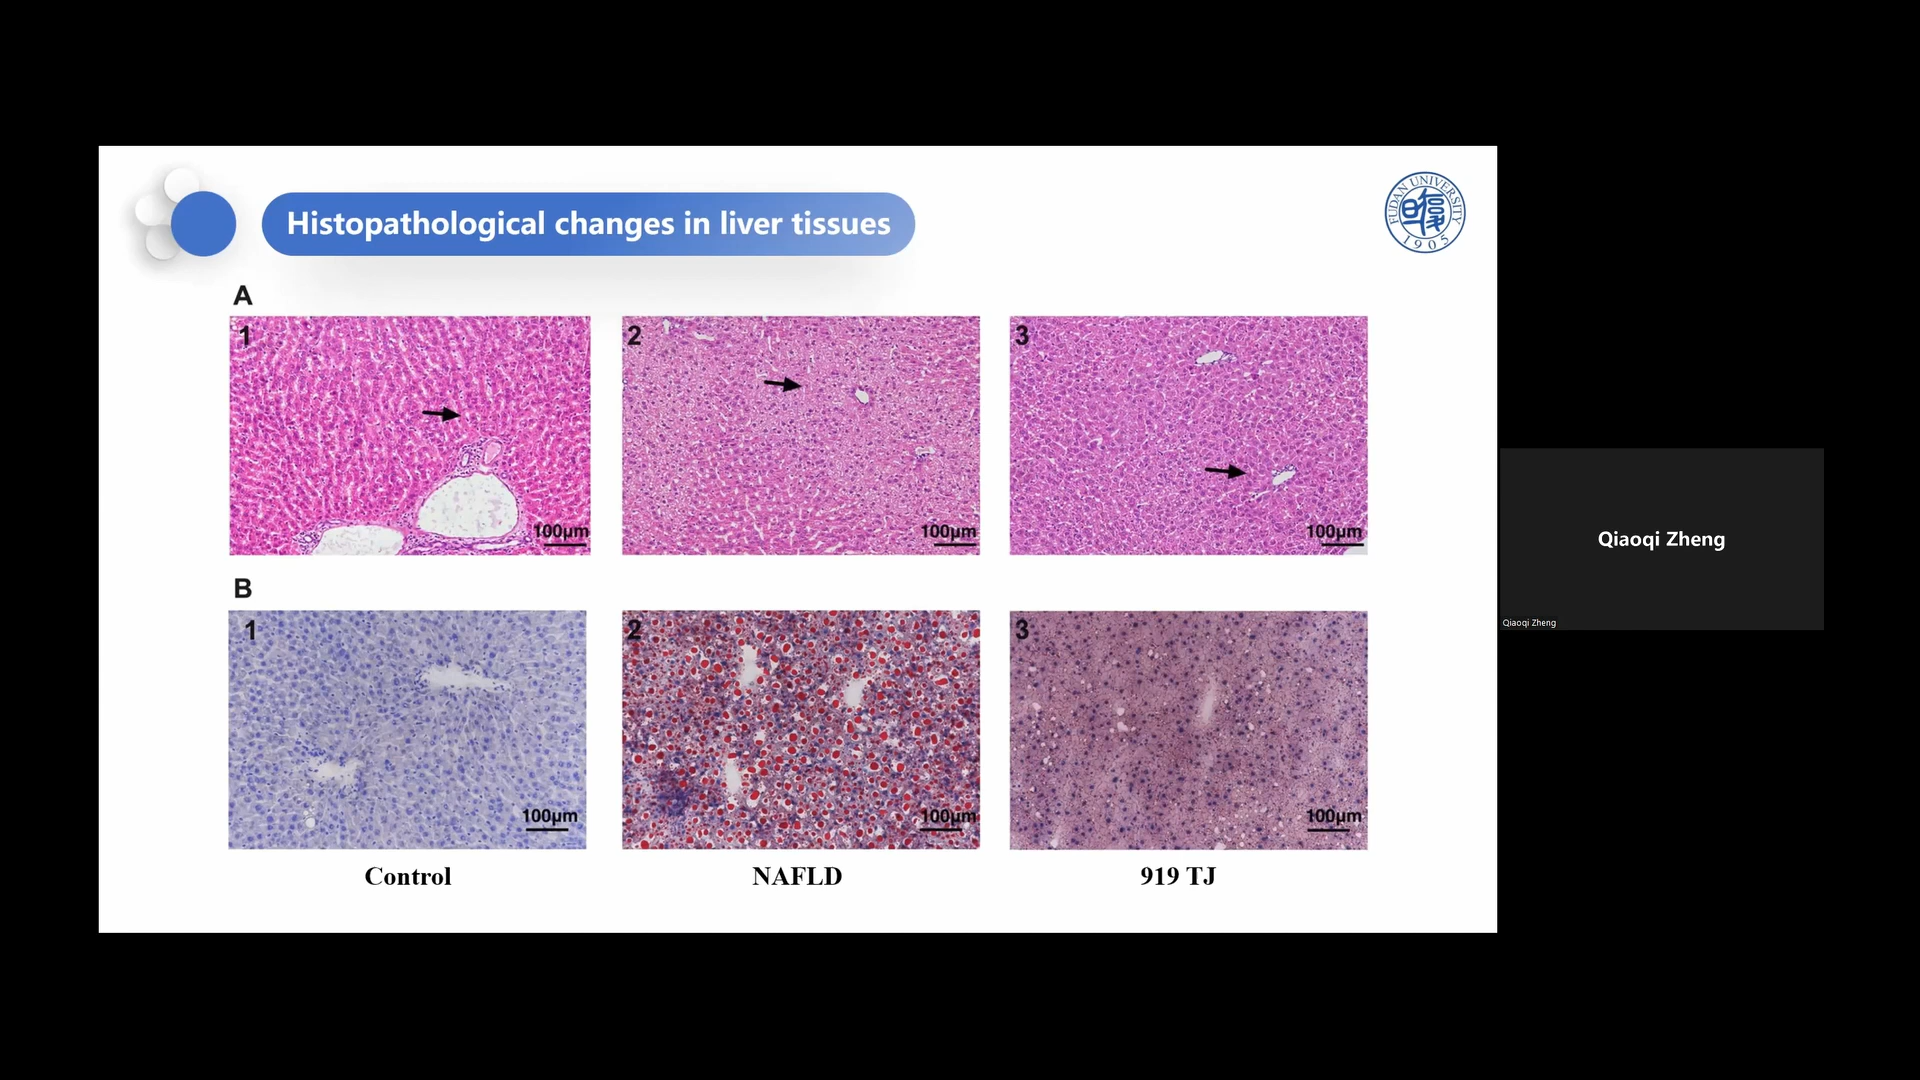 Histopathological changes in liver tissues
FUDAN UNIVERSITY
1905
A
1
2
3
100μm
100μm
100μm
B
1
2
3
100μm
100μm
100μm
Control
NAFLD
919 TJ
Qiaoqi Zheng
Qiaoqi Zheng